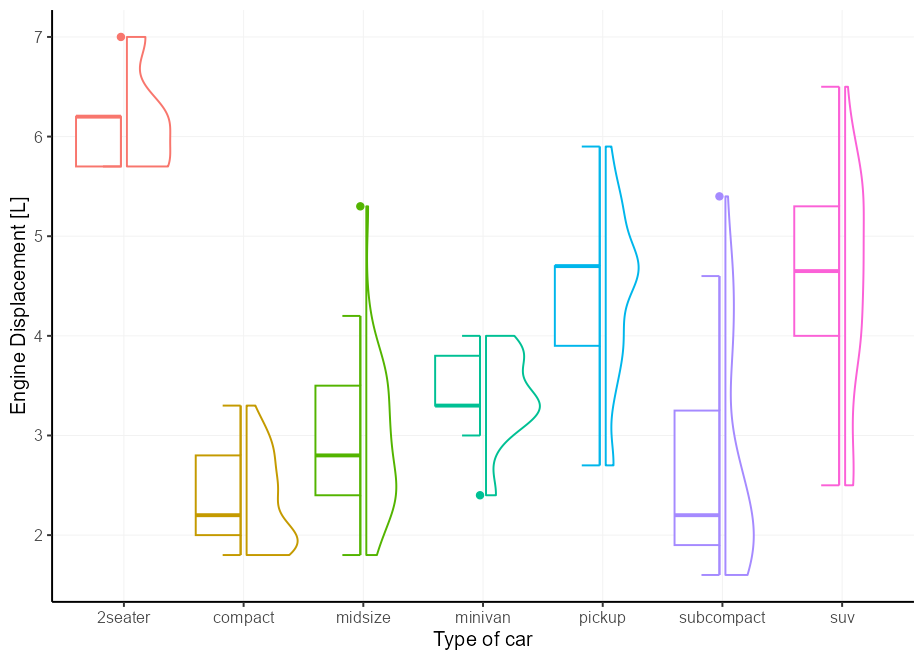 Engine Displacement [L]
7
6
5
4
3
2
2seater compact midsize minivan pickup subcompact suv
Type of car